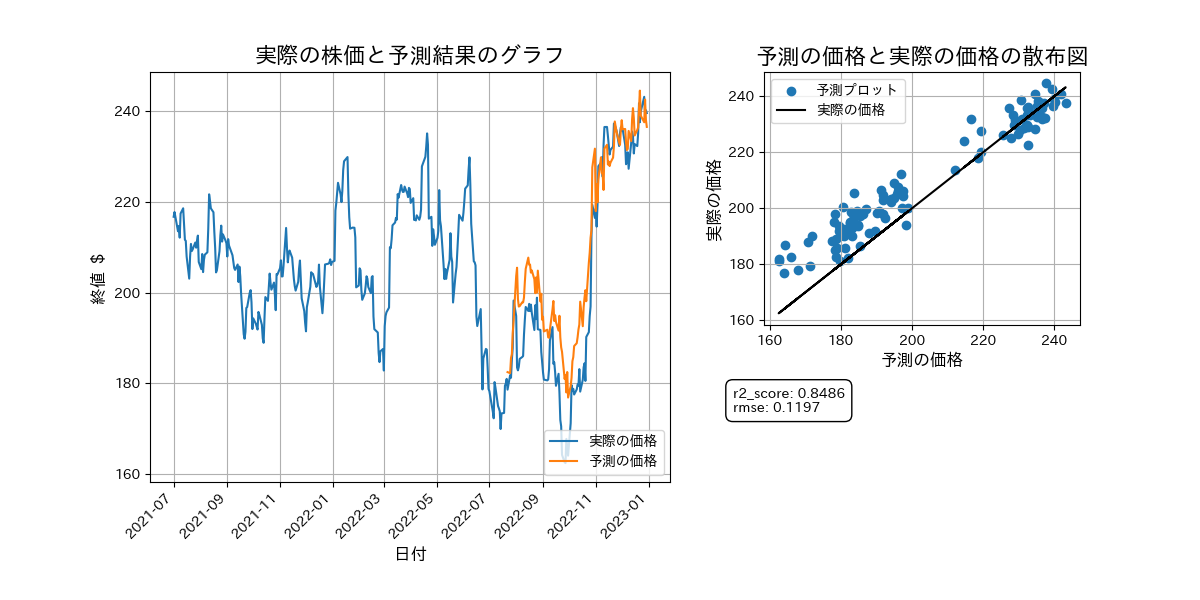 実際の株価と予測結果のグラフ
終値 $
240
220
200
180
160
2021-07
2021-09
2021-11
2022-01
2022-03
2022-05
2022-07
2022-09
2022-11
2023-01
日付
実際の価格
予測の価格
予測の価格と実際の価格の散布図
実際の価格
240
220
200
180
160
160
180
200
220
240
予測の価格
予測プロット
実際の価格
r2_score: 0.8486
rmse: 0.1197